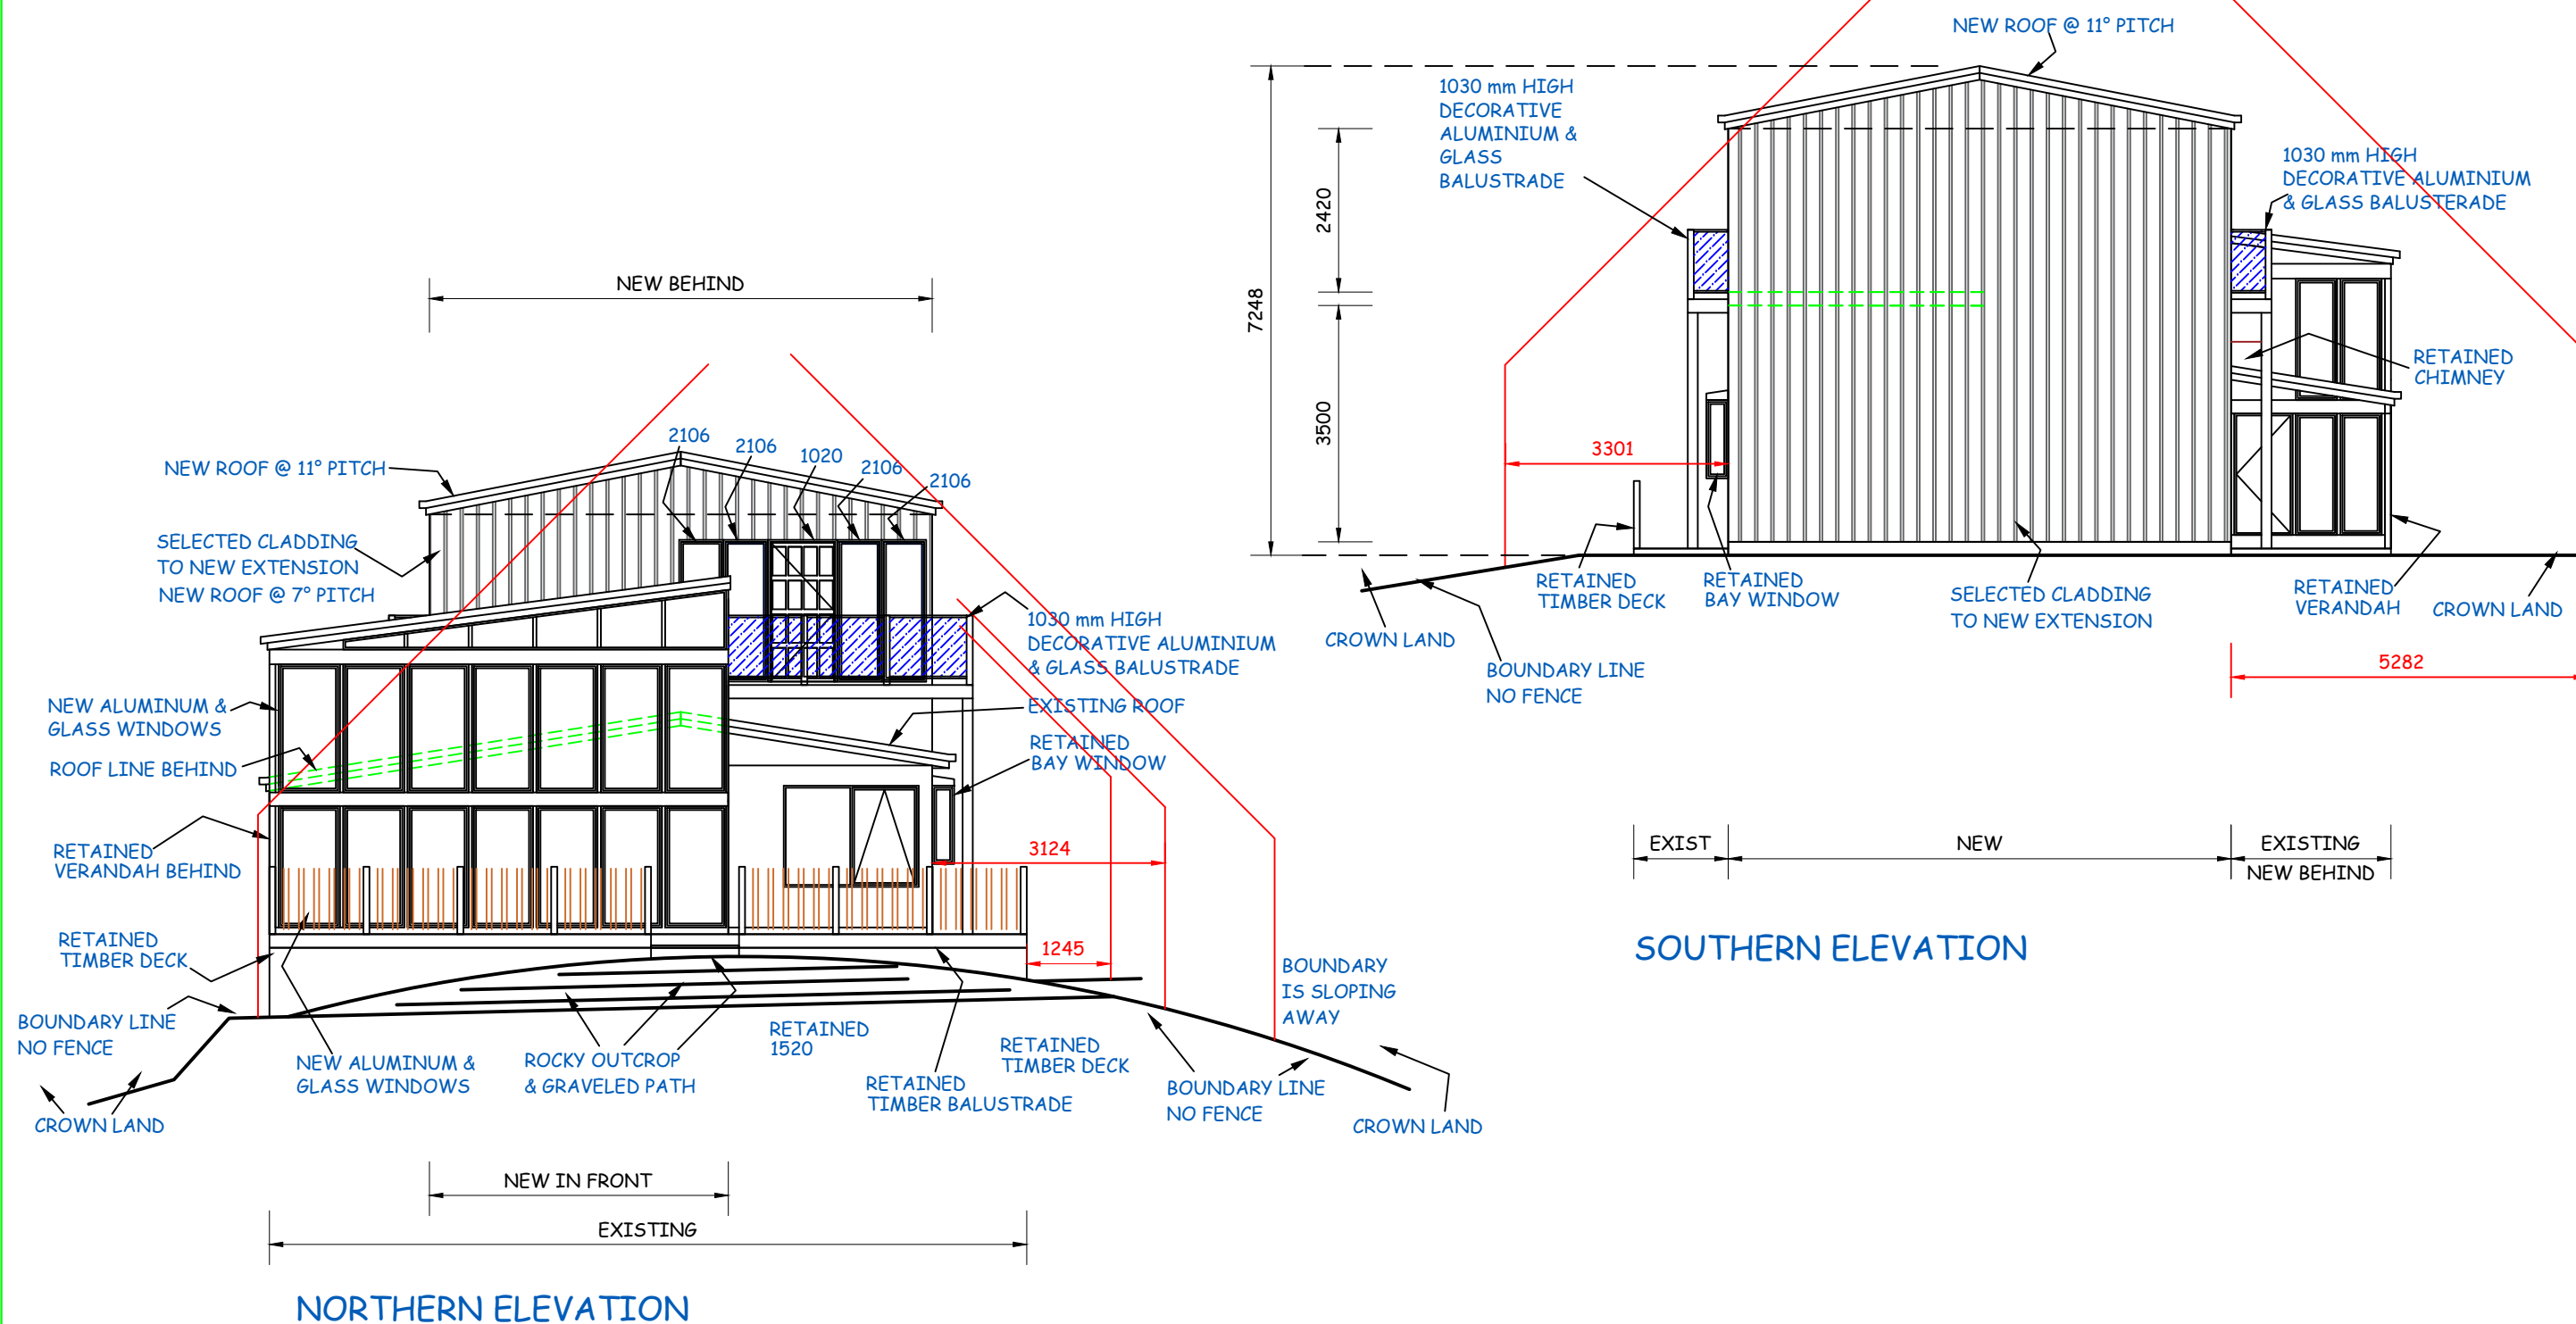 NEW BEHIND
2106
2106
1020
2106
2106
NEW ROOF @ 11° PITCH
SELECTED CLADDING
TO NEW EXTENSION
NEW ROOF @ 7° PITCH
1030 mm HIGH
DECORATIVE ALUMINIUM
& GLASS BALUSTRADE
NEW ALUMINUM &
GLASS WINDOWS
EXISTING ROOF
RETAINED
BAY WINDOW
ROOF LINE BEHIND
RETAINED
VERANDAH BEHIND
3124
RETAINED
TIMBER DECK
1245
BOUNDARY
IS SLOPING
AWAY
BOUNDARY LINE
NO FENCE
NEW ALUMINUM &
GLASS WINDOWS
ROCKY OUTCROP
& GRAVELED PATH
RETAINED
1520
RETAINED
TIMBER BALUSTRADE
RETAINED
TIMBER DECK
BOUNDARY LINE
NO FENCE
CROWN LAND
CROWN LAND
NEW IN FRONT
EXISTING
NORTHERN ELEVATION
NEW ROOF @ 11° PITCH
1030 mm HIGH
DECORATIVE
ALUMINIUM &
GLASS
BALUSTRADE
1030 mm HIGH
DECORATIVE ALUMINIUM
& GLASS BALUSTERADE
2420
7248
3500
3301
RETAINED
CHIMNEY
RETAINED
TIMBER DECK
RETAINED
BAY WINDOW
SELECTED CLADDING
TO NEW EXTENSION
RETAINED
VERANDAH
CROWN LAND
CROWN LAND
BOUNDARY LINE
NO FENCE
5282
EXIST
NEW
EXISTING
NEW BEHIND
SOUTHERN ELEVATION